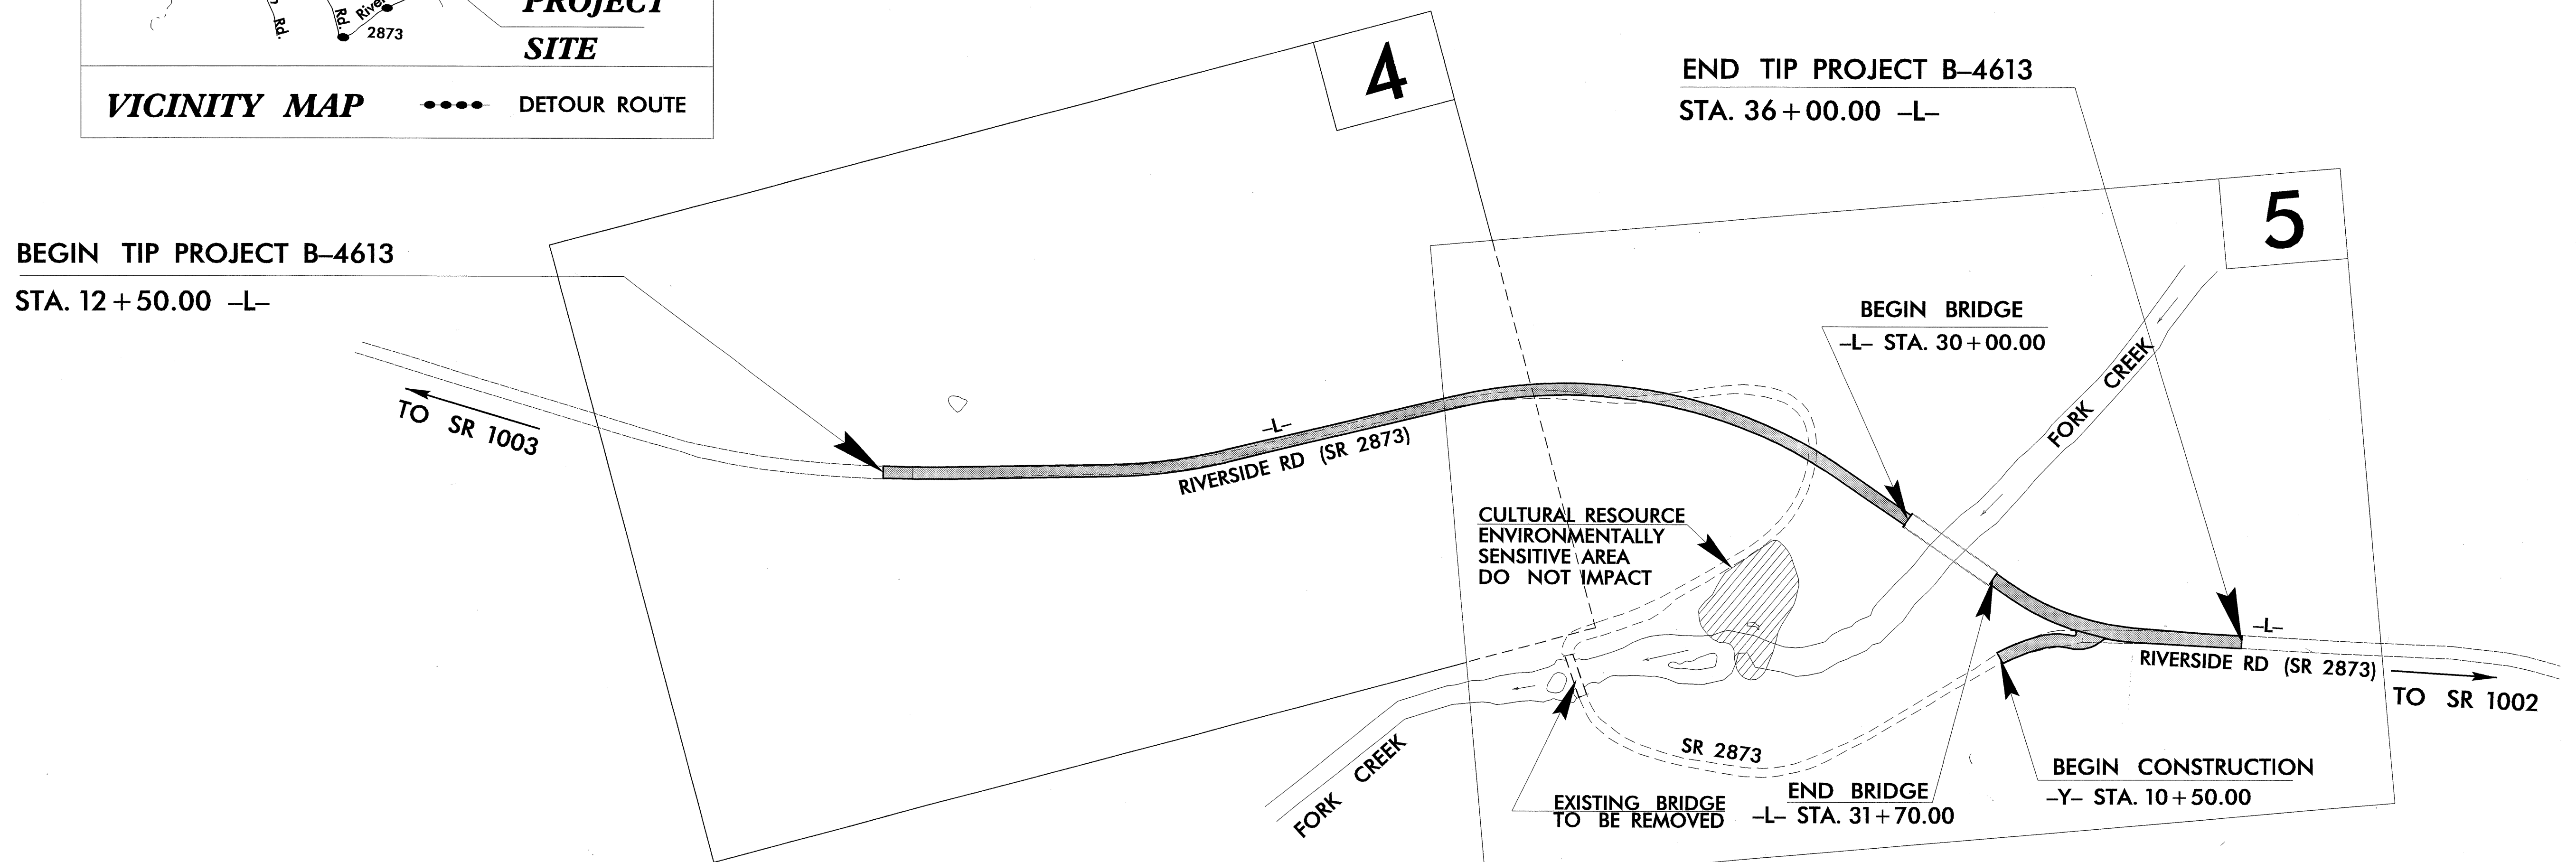 PROJECT
SITE
Rd.
Rd.
River
2873
VICINITY MAP
DETOUR ROUTE
4
END TIP PROJECT B–4613
STA. 36+00.00 –L–
5
BEGIN TIP PROJECT B–4613
STA. 12+50.00 –L–
TO SR 1003
BEGIN BRIDGE
–L– STA. 30+00.00
FORK CREEK
–L–
RIVERSIDE RD (SR 2873)
CULTURAL RESOURCE
ENVIRONMENTALLY
SENSITIVE AREA
DO NOT IMPACT
–L–
RIVERSIDE RD (SR 2873)
TO SR 1002
SR 2873
FORK CREEK
EXISTING BRIDGE
TO BE REMOVED
END BRIDGE
–L– STA. 31+70.00
BEGIN CONSTRUCTION
–Y– STA. 10+50.00